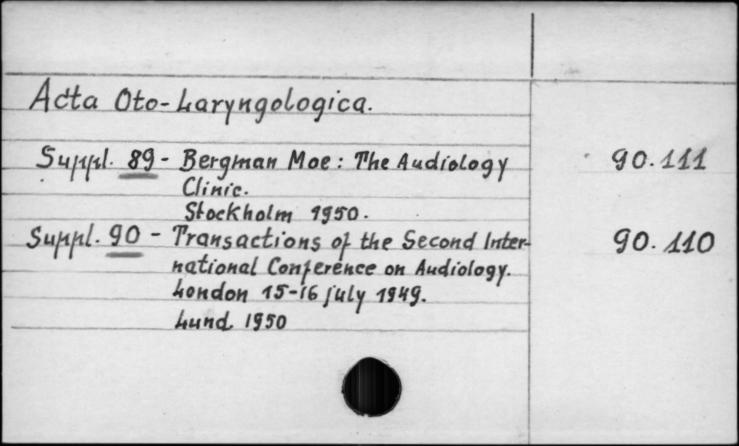 Acta Oto-Laryngologica.
Suppl. 89 - Bergman Moe: The Audiology 90.111
Clinic.
Stockholm 1950.
Suppl. 90 - Transactions of the Second Inter- 90.110
national Conference on Audiology.
London 15-16 july 1949.
Lund 1950